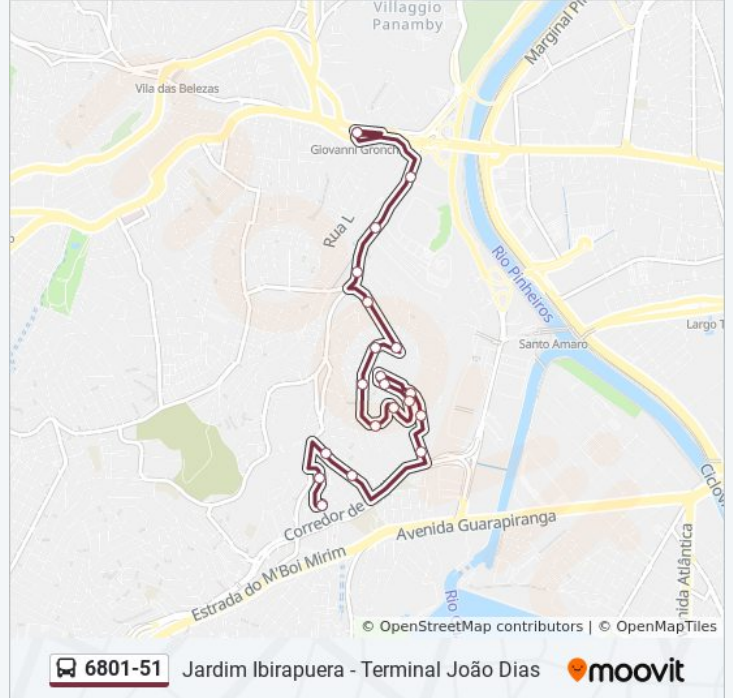 Villaggio
Panamby
Marginal Pi
Vila das Belezas
Giovanni Gronch
Rua L
Rio Pinheiros
Largo T
Santo Amaro
Ciclov
Corredor de
Avenida Guarapiranga
Estrada do M'Boi Mirim
nida Atlântica
Rio
© OpenStreetMap contributors | © OpenMapTiles
6801-51 Jardim Ibirapuera - Terminal João Dias moovit